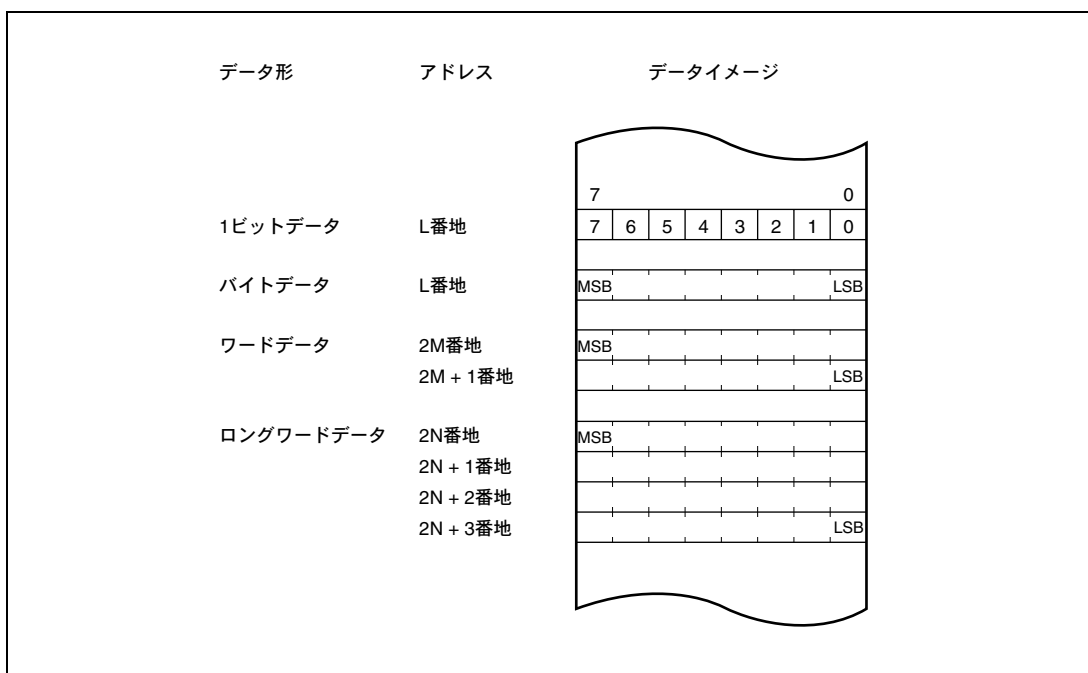 データ形 アドレス データイメージ
7 0
1ビットデータ L番地 7 6 5 4 3 2 1 0
バイトデータ L番地 MSB LSB
ワードデータ 2M番地 MSB
2M + 1番地 LSB
ロングワードデータ 2N番地 MSB
2N + 1番地
2N + 2番地
2N + 3番地 LSB